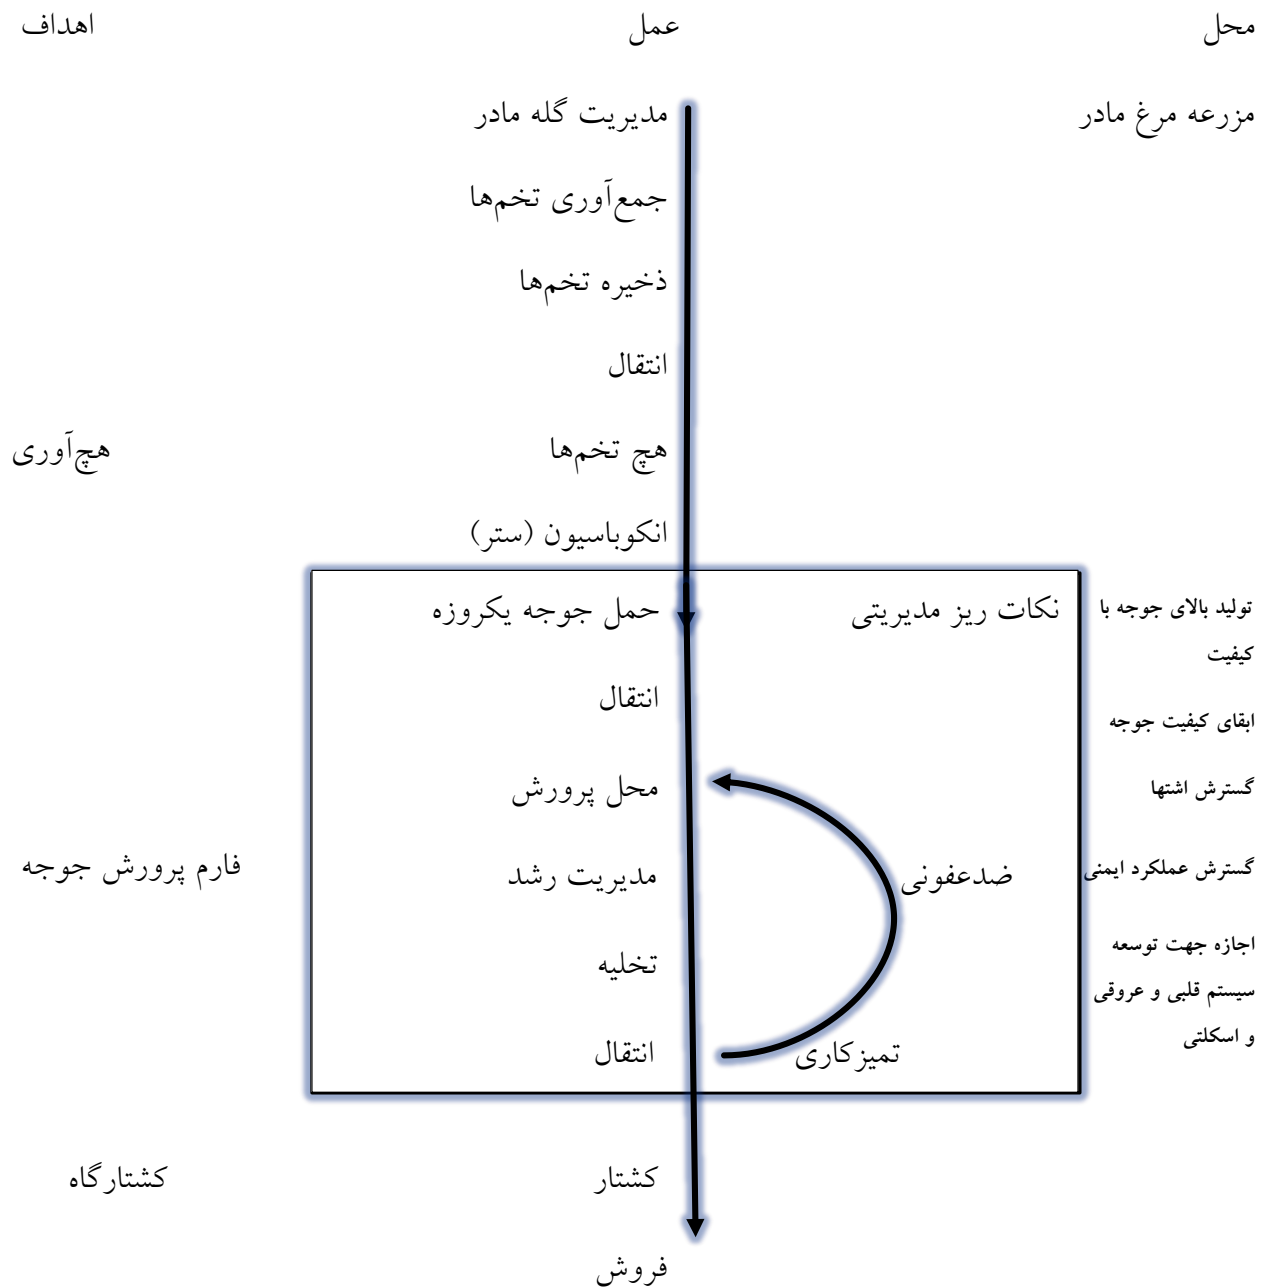 محل
عمل
اهداف
مزرعه مرغ مادر
مدیریت گله مادر
جمع‌آوری تخم‌ها
ذخیره تخم‌ها
انتقال
هچ تخم‌ها
هچ‌آوری
انکوباسیون (ستر)
تولید بالای جوجه با
کیفیت
نکات ریز مدیریتی
حمل جوجه یکروزه
ابقای کیفیت جوجه
انتقال
گسترش اشتها
محل پرورش
گسترش عملکرد ایمنی
ضدعفونی
مدیریت رشد
فارم پرورش جوجه
اجازه جهت توسعه
سیستم قلبی و عروقی
و اسکلتی
تخلیه
تمیزکاری
انتقال
کشتار
کشتارگاه
فروش